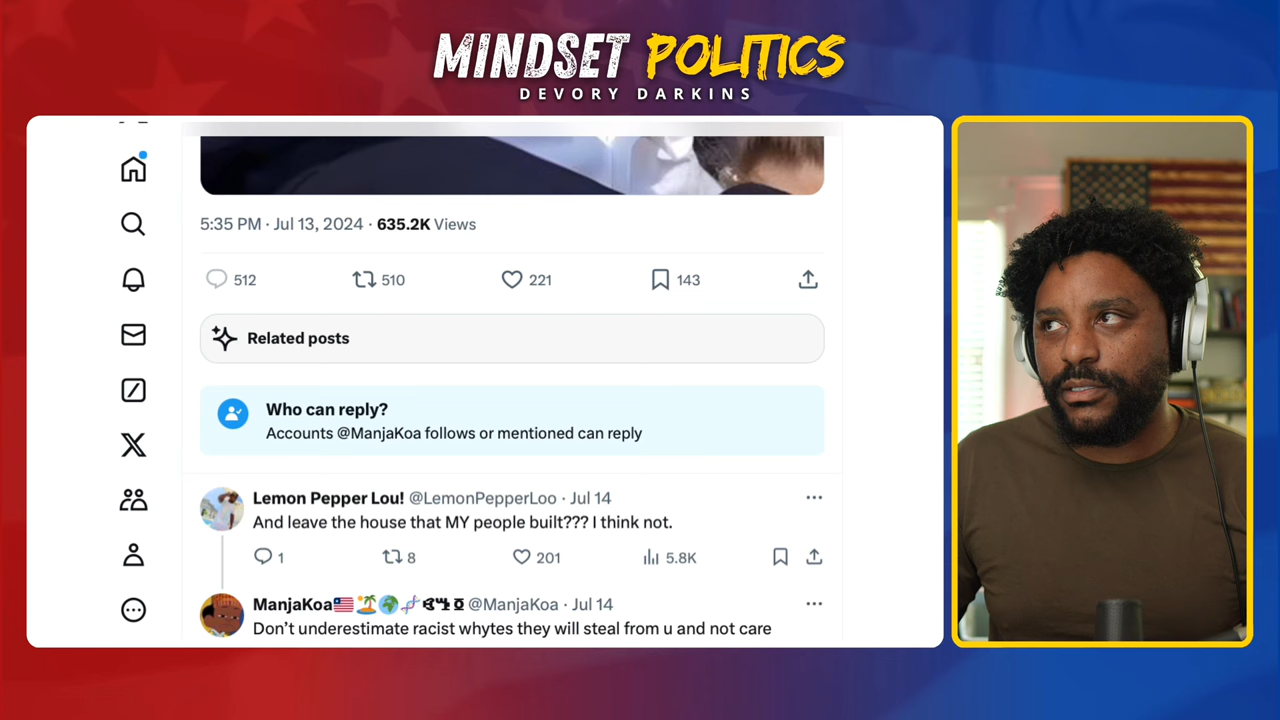 MINDSET POLITICS
DEVORY DARKINS
5:35 PM · Jul 13, 2024 · 635.2K Views
512 510 221 143
Related posts
Who can reply?
Accounts @ManjaKoa follows or mentioned can reply
Lemon Pepper Lou! @LemonPepperLoo · Jul 14
And leave the house that MY people built??? I think not.
1 8 201 5.8K
ManjaKoa @ManjaKoa · Jul 14
Don’t underestimate racist whytes they will steal from u and not care